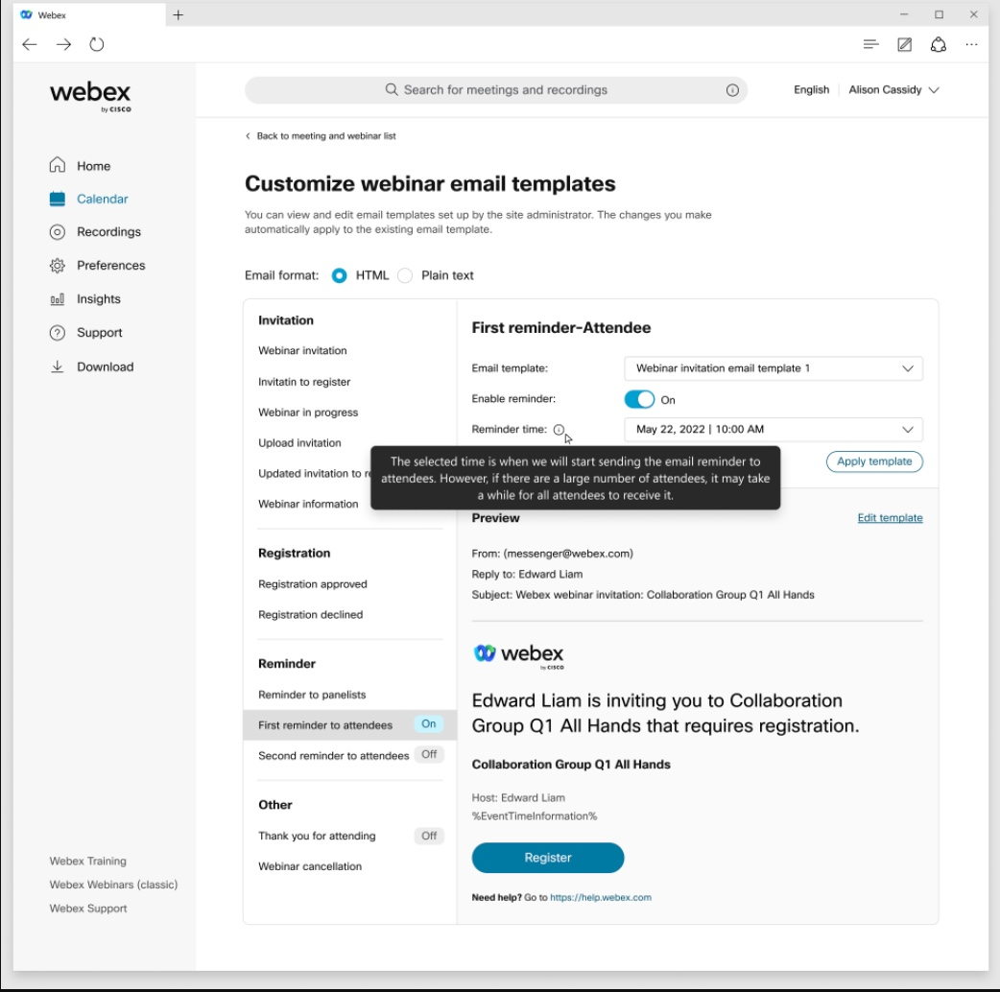 Webex
webex
by CISCO
Search for meetings and recordings
English
Alison Cassidy
Home
Calendar
Recordings
Preferences
Insights
Support
Download
Webex Training
Webex Webinars (classic)
Webex Support
Back to meeting and webinar list
Customize webinar email templates
You can view and edit email templates set up by the site administrator. The changes you make
automatically apply to the existing email template.
Email format: HTML Plain text
Invitation
Webinar invitation
Invitatin to register
Webinar in progress
Upload invitation
Updated invitation to
Webinar information
Registration
Registration approved
Registration declined
Reminder
Reminder to panelists
First reminder to attendees On
Second reminder to attendees Off
Other
Thank you for attending Off
Webinar cancellation
First reminder-Attendee
Email template: Webinar invitation email template 1
Enable reminder: On
Reminder time: May 22, 2022 | 10:00 AM
The selected time is when we will start sending the email reminder to
attendees. However, if there are a large number of attendees, it may take
a while for all attendees to receive it.
Apply template
Preview
Edit template
From: (messenger@webex.com)
Reply to: Edward Liam
Subject: Webex webinar invitation: Collaboration Group Q1 All Hands
webex
by CISCO
Edward Liam is inviting you to Collaboration
Group Q1 All Hands that requires registration.
Collaboration Group Q1 All Hands
Host: Edward Liam
%EventTimeInformation%
Register
Need help? Go to https://help.webex.com